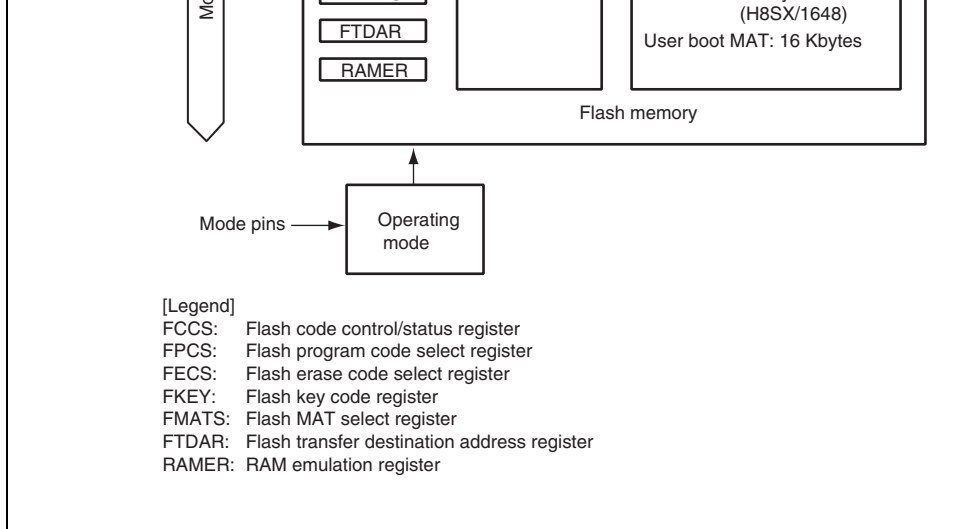 (H8SX/1648)
User boot MAT: 16 Kbytes
FTDAR
RAMER
Flash memory
Mode pins
Operating
mode
[Legend]
FCCS: Flash code control/status register
FPCS: Flash program code select register
FECS: Flash erase code select register
FKEY: Flash key code register
FMATS: Flash MAT select register
FTDAR: Flash transfer destination address register
RAMER: RAM emulation register